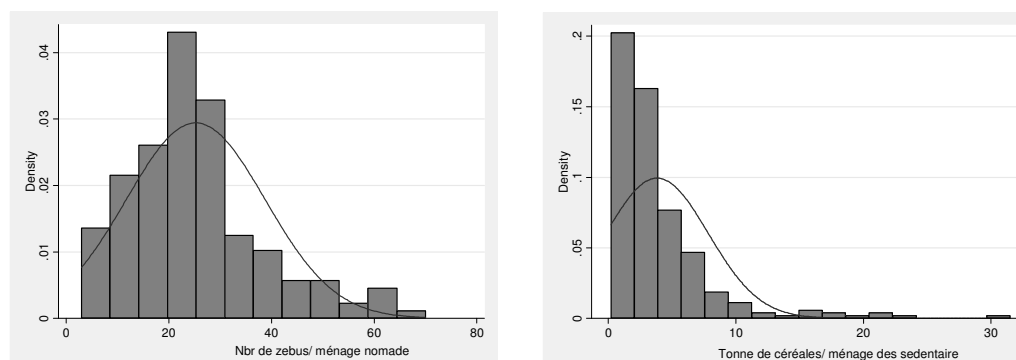 Density
.04
.03
.02
.01
0
0 20 40 60 80
Nbr de zebus/ ménage nomade
Density
.2
.15
.1
.05
0
0 10 20 30
Tonne de céréales/ ménage des sedentaire